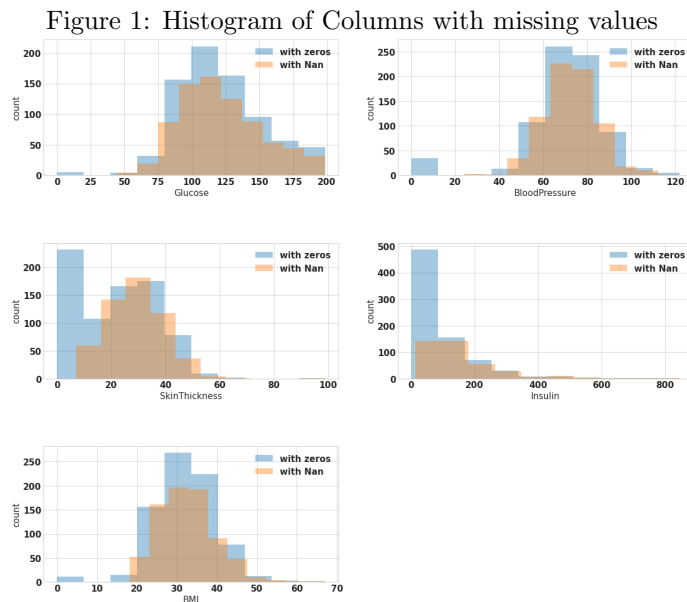 Figure 1: Histogram of Columns with missing values
200
150
100
50
0
count
0 25 50 75 100 125 150 175 200
Glucose
with zeros
with Nan
250
200
150
100
50
0
count
0 20 40 60 80 100 120
BloodPressure
with zeros
with Nan
200
150
100
50
0
count
0 20 40 60 80 100
SkinThickness
with zeros
with Nan
500
400
300
200
100
0
count
0 200 400 600 800
Insulin
with zeros
with Nan
250
200
150
100
50
0
count
0 10 20 30 40 50 60 70
BMI
with zeros
with Nan